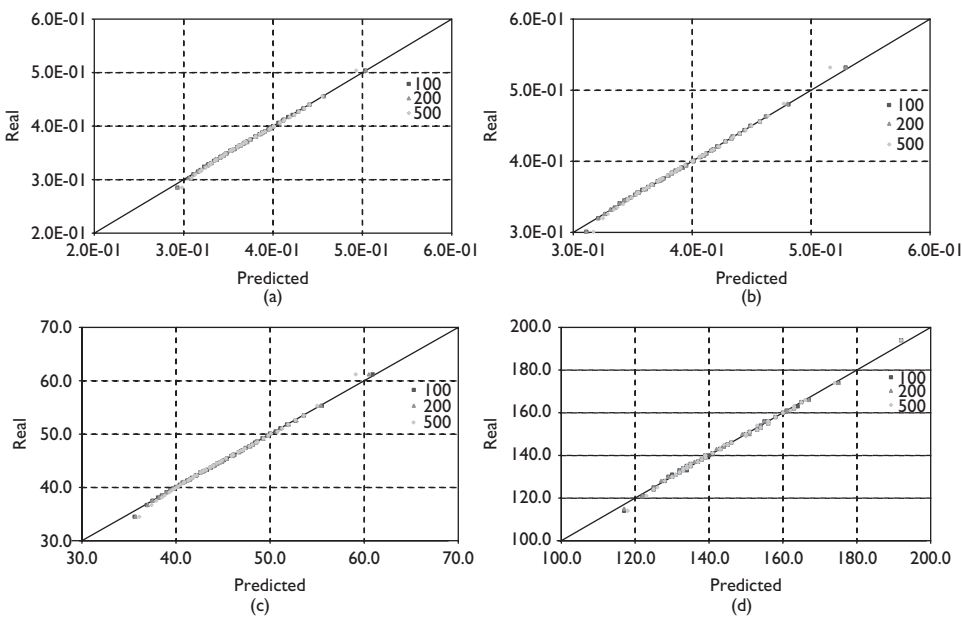 6.0E-01
5.0E-01
4.0E-01
3.0E-01
2.0E-01
Real
100
200
500
2.0E-01 3.0E-01 4.0E-01 5.0E-01 6.0E-01
Predicted
(a)
6.0E-01
5.0E-01
4.0E-01
3.0E-01
Real
100
200
500
3.0E-01 4.0E-01 5.0E-01 6.0E-01
Predicted
(b)
70.0
60.0
50.0
40.0
30.0
Real
100
200
500
30.0 40.0 50.0 60.0 70.0
Predicted
(c)
200.0
180.0
160.0
140.0
120.0
100.0
Real
100
200
500
100.0 120.0 140.0 160.0 180.0 200.0
Predicted
(d)